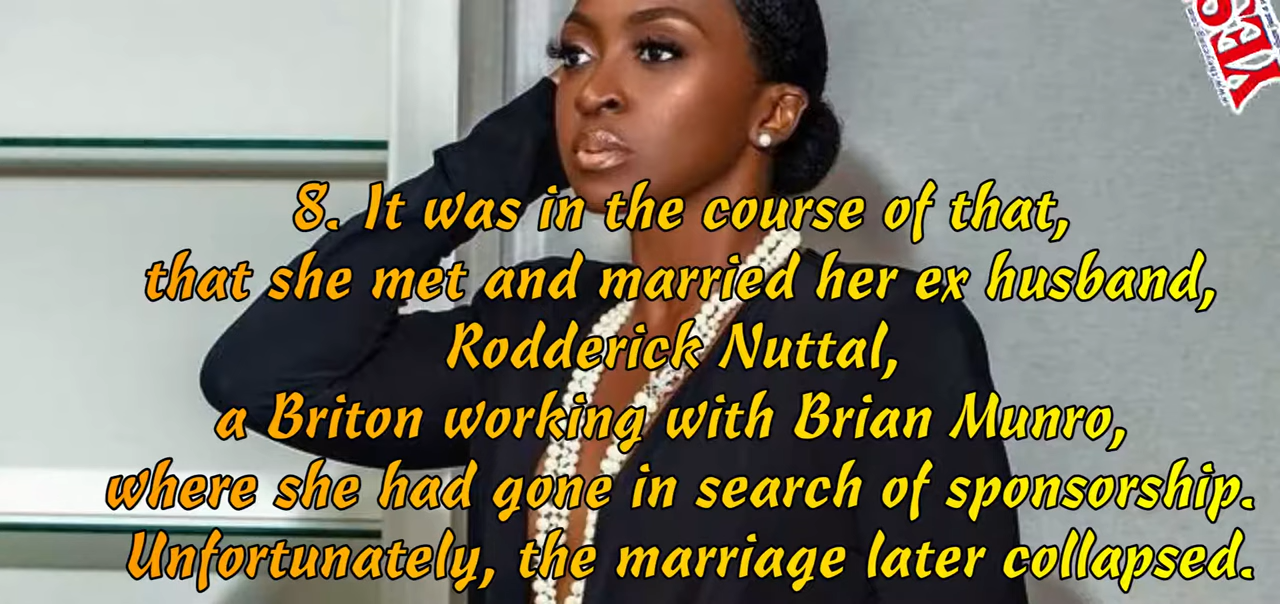 8. It was in the course of that,
that she met and married her ex husband,
Rodderick Nuttal,
a Briton working with Brian Munro,
where she had gone in search of sponsorship.
Unfortunately, the marriage later collapsed.